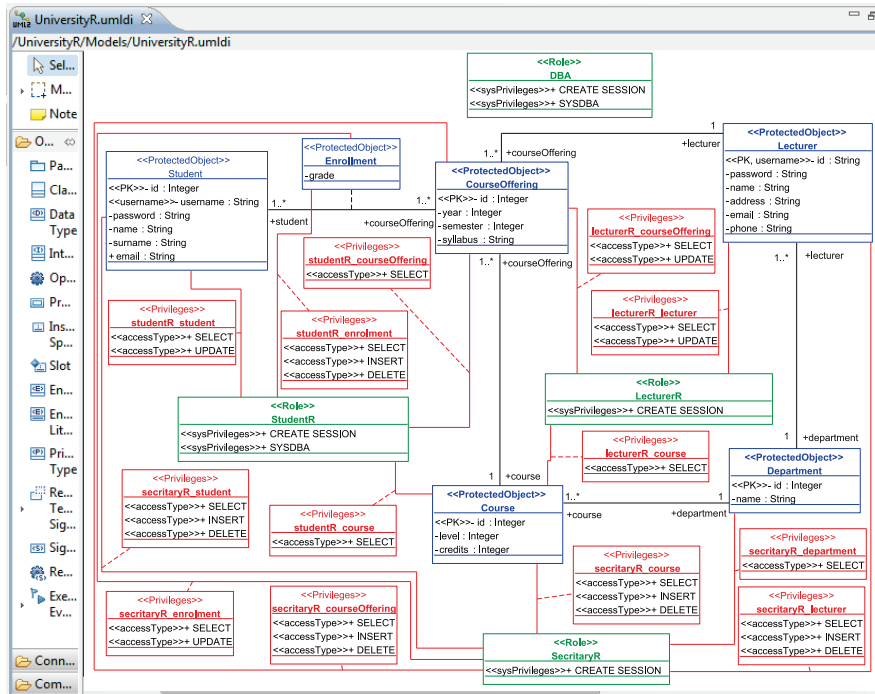 UniversityR.umldi
/UniversityR/Models/UniversityR.umldi
Sel...
M...
Note
O...
Pa...
Cla...
Data
Type
Int...
Op...
Pr...
Ins...
Sp...
Slot
En...
En...
Lit...
Pri...
Type
Re...
Te...
Sig...
Sig...
Re...
Exe...
Ev...
Conn...
Com...
<<Role>>
DBA
<<sysPrivileges>>+ CREATE SESSION
<<sysPrivileges>>+ SYSDBA
<<ProtectedObject>>
Student
<<PK>>- id : Integer
<<username>>- username : String
-password : String
-name : String
-surname : String
+email : String
<<ProtectedObject>>
Enrollment
-grade
1..*
+student
1..*
+courseOffering
<<ProtectedObject>>
CourseOffering
<<PK>>- id : Integer
-year : Integer
-semester : Integer
-syllabus : String
1..*
+courseOffering
1
+lecturer
<<ProtectedObject>>
Lecturer
<<PK, username>>- id : String
-password : String
-name : String
-address : String
-email : String
-phone : String
<<Privileges>>
studentR_courseOffering
<<accessType>>+ SELECT
1..*
+courseOffering
<<Privileges>>
lecturerR_courseOffering
<<accessType>>+ SELECT
<<accessType>>+ UPDATE
1..*
+lecturer
<<Privileges>>
studentR_student
<<accessType>>+ SELECT
<<accessType>>+ UPDATE
<<Privileges>>
studentR_enrolment
<<accessType>>+ SELECT
<<accessType>>+ INSERT
<<accessType>>+ DELETE
<<Privileges>>
lecturerR_lecturer
<<accessType>>+ SELECT
<<accessType>>+ UPDATE
<<Role>>
StudentR
<<sysPrivileges>>+ CREATE SESSION
<<sysPrivileges>>+ SYSDBA
<<Role>>
LecturerR
<<sysPrivileges>>+ CREATE SESSION
<<Privileges>>
lecturerR_course
<<accessType>>+ SELECT
1
+department
<<Privileges>>
secritaryR_student
<<accessType>>+ SELECT
<<accessType>>+ INSERT
<<accessType>>+ DELETE
<<Privileges>>
studentR_course
<<accessType>>+ SELECT
1
+course
<<ProtectedObject>>
Course
<<PK>>- id : Integer
-level : Integer
-credits : Integer
1..*
+course
1
+department
<<ProtectedObject>>
Department
<<PK>>- id : Integer
-name : String
<<Privileges>>
secritaryR_department
<<accessType>>+ SELECT
<<Privileges>>
secritaryR_course
<<accessType>>+ SELECT
<<accessType>>+ INSERT
<<accessType>>+ DELETE
<<Privileges>>
secritaryR_enrolment
<<accessType>>+ SELECT
<<accessType>>+ UPDATE
<<Privileges>>
secritaryR_courseOffering
<<accessType>>+ SELECT
<<accessType>>+ INSERT
<<accessType>>+ DELETE
<<Privileges>>
secritaryR_lecturer
<<accessType>>+ SELECT
<<accessType>>+ INSERT
<<accessType>>+ DELETE
<<Role>>
SecritaryR
<<sysPrivileges>>+ CREATE SESSION